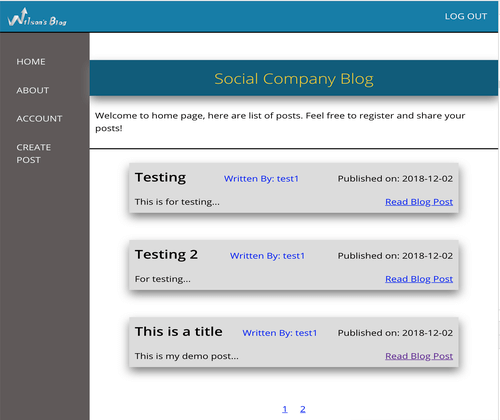 Wilson's Blog
LOG OUT
HOME
ABOUT
ACCOUNT
CREATE
POST
Social Company Blog
Welcome to home page, here are list of posts. Feel free to register and share your
posts!
Testing Written By: test1 Published on: 2018-12-02
This is for testing... Read Blog Post
Testing 2 Written By: test1 Published on: 2018-12-02
For testing... Read Blog Post
This is a title Written By: test1 Published on: 2018-12-02
This is my demo post... Read Blog Post
1 2